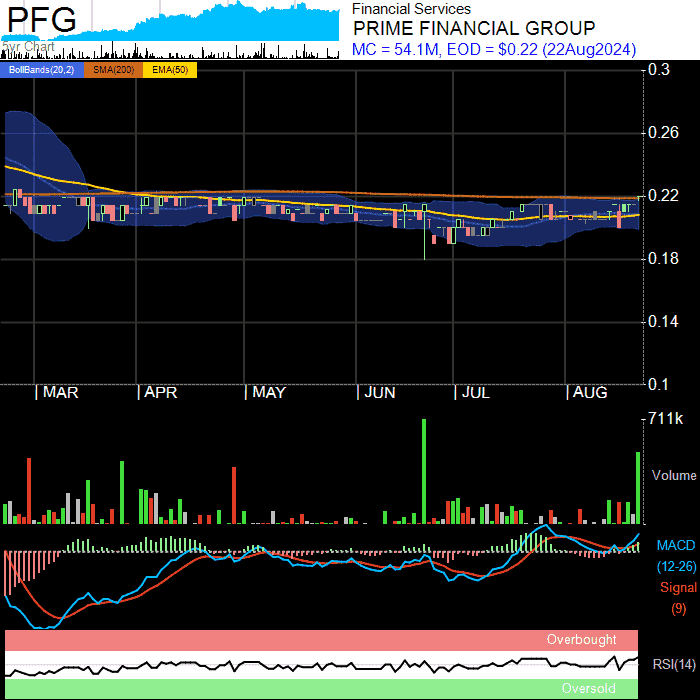 PFG
5yr Chart
Financial Services
PRIME FINANCIAL GROUP
MC = 54.1M, EOD = $0.22 (22Aug2024)
BollBands(20,2) SMA(200) EMA(50)
0.3
0.26
0.22
0.18
0.14
0.1
MAR APR MAY JUN JUL AUG
711k
Volume
MACD
(12-26)
Signal
(9)
Overbought
RSI(14)
Oversold